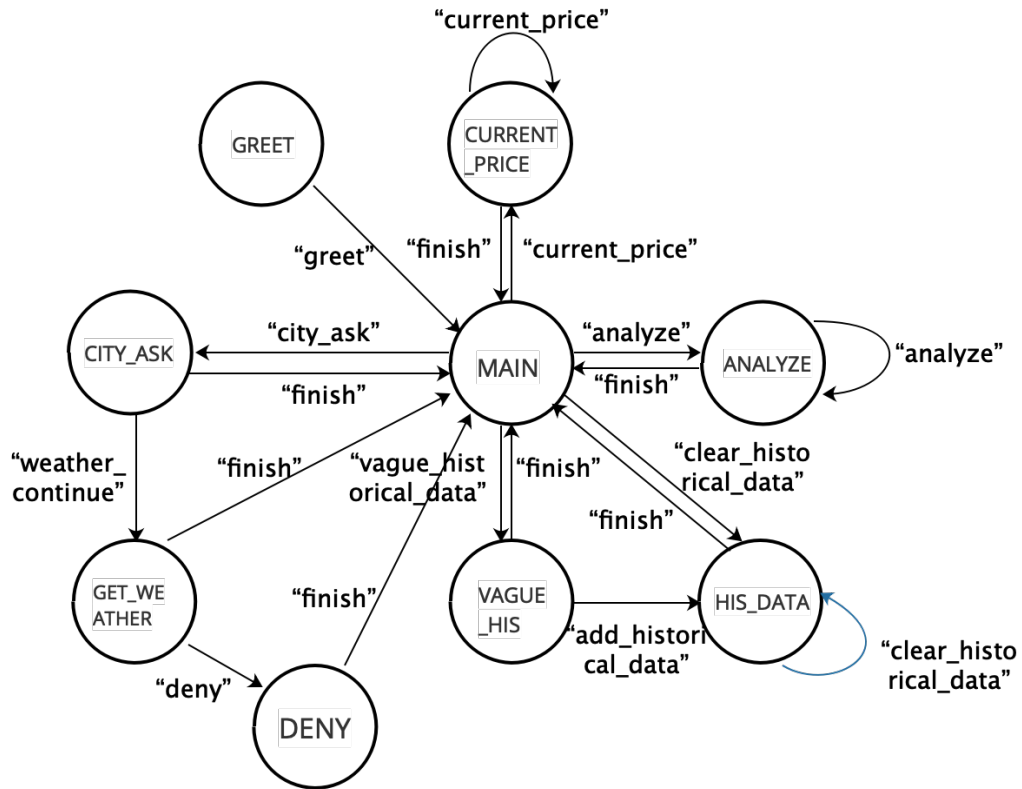 “current_price”
GREET
CURRENT
_PRICE
“greet”
“finish”
“current_price”
CITY_ASK
“city_ask”
“finish”
MAIN
“analyze”
“finish”
ANALYZE
“analyze”
“weather_
continue”
“finish”
“vague_hist
orical_data”
“finish”
“clear_histo
rical_data”
“finish”
GET_WE
ATHER
“finish”
VAGUE
_HIS
“add_histori
cal_data”
HIS_DATA
“clear_histo
rical_data”
“deny”
DENY